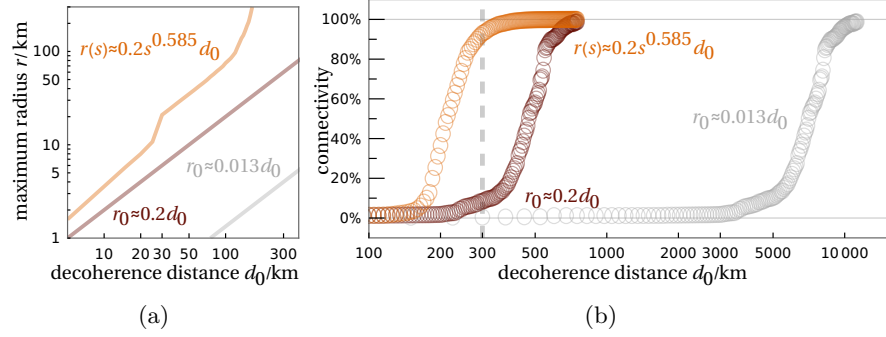 maximum radius r/km
100
50
10
5
1
r(s)≈0.2s^0.585 d₀
r₀≈0.013d₀
r₀≈0.2d₀
10
20
30
100
300
decoherence distance d₀/km
(a)
connectivity
100%
80%
60%
40%
20%
0%
r(s)≈0.2s^0.585 d₀
r₀≈0.013d₀
r₀≈0.2d₀
100
200
300
500
1000
2000
3000
5000
10 000
decoherence distance d₀/km
(b)